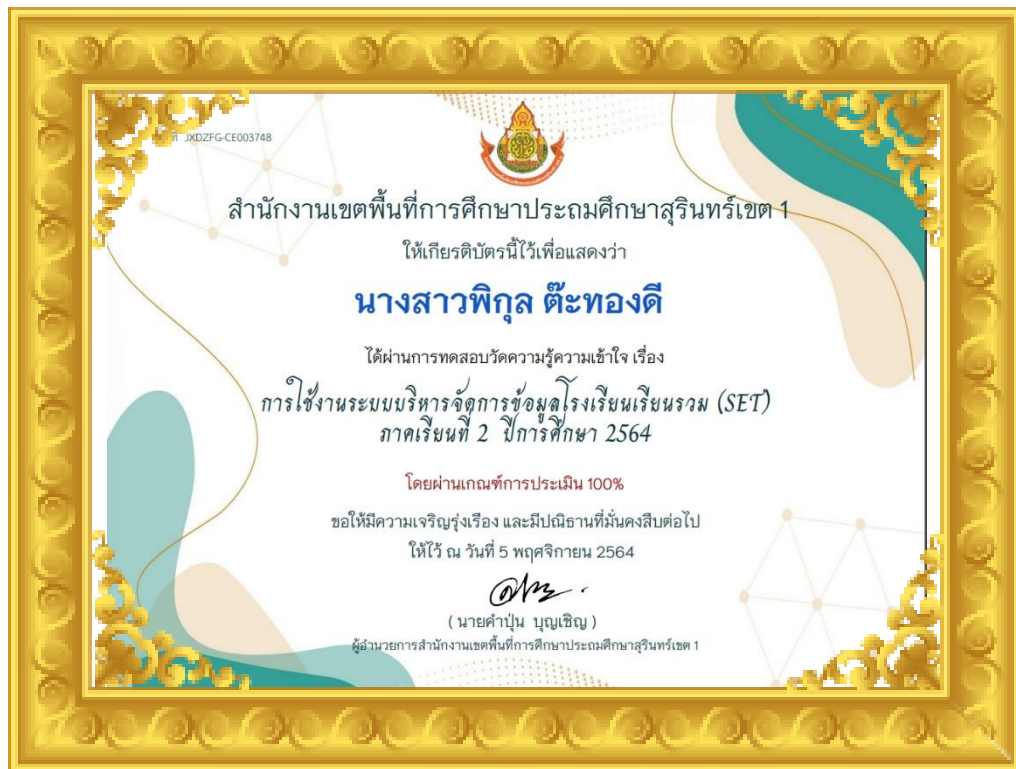 JXDZFG-CE003748
สำนักงานเขตพื้นที่การศึกษาประถมศึกษาสุรินทร์เขต 1
ให้เกียรติบัตรนี้ไว้เพื่อแสดงว่า
นางสาวพิกุล ต๊ะทองดี
ได้ผ่านการทดสอบวัดความรู้ความเข้าใจ เรื่อง
การใช้งานระบบบริหารจัดการข้อมูลโรงเรียนเรียนรวม (SET)
ภาคเรียนที่ 2 ปีการศึกษา 2564
โดยผ่านเกณฑ์การประเมิน 100%
ขอให้มีความเจริญรุ่งเรือง และมีปณิธานที่มั่นคงสืบต่อไป
ให้ไว้ ณ วันที่ 5 พฤศจิกายน 2564
( นายคำปุ่น บุญเชิญ )
ผู้อำนวยการสำนักงานเขตพื้นที่การศึกษาประถมศึกษาสุรินทร์เขต 1